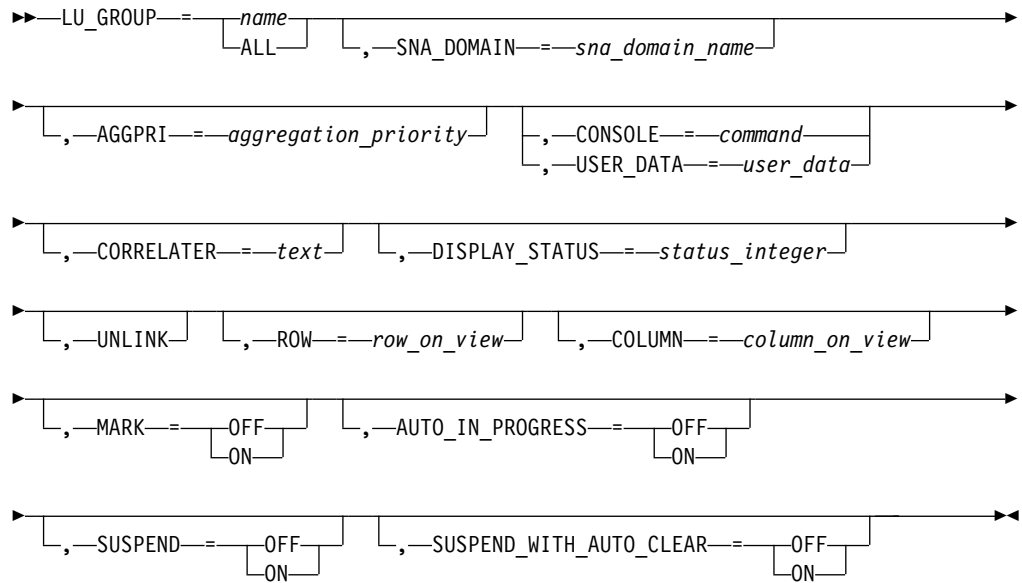 LU_GROUP = name
ALL , SNA_DOMAIN = sna_domain_name
, AGGPRI = aggregation_priority , CONSOLE = command
, USER_DATA = user_data
, CORRELATER = text , DISPLAY_STATUS = status_integer
, UNLINK , ROW = row_on_view , COLUMN = column_on_view
, MARK = OFF , AUTO_IN_PROGRESS = OFF
ON ON
, SUSPEND = OFF , SUSPEND_WITH_AUTO_CLEAR = OFF
ON ON